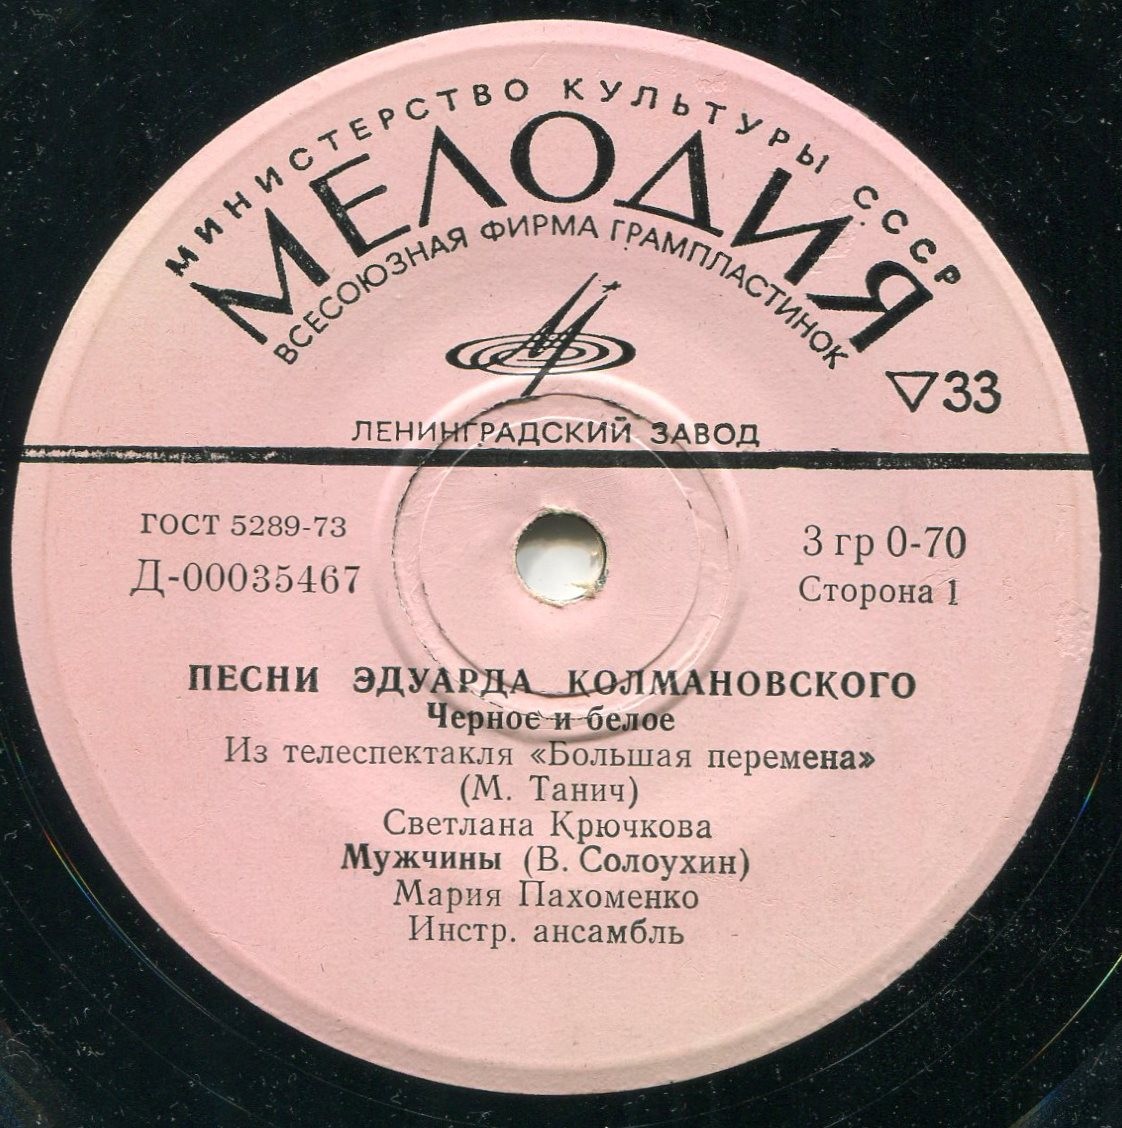 МИНИСТЕРСТВО КУЛЬТУРЫ СССР
МЕЛОДИЯ
ВСЕСОЮЗНАЯ ФИРМА ГРАМПЛАСТИНОК
▽33
ЛЕНИНГРАДСКИЙ ЗАВОД
ГОСТ 5289-73
Д-00035467
3 гр 0-70
Сторона 1
ПЕСНИ ЭДУАРДА КОЛМАНОВСКОГО
Черное и белое
Из телеспектакля «Большая перемена»
(М. Танич)
Светлана Крючкова
Мужчины (В. Солоухин)
Мария Пахоменко
Инстр. ансамбль